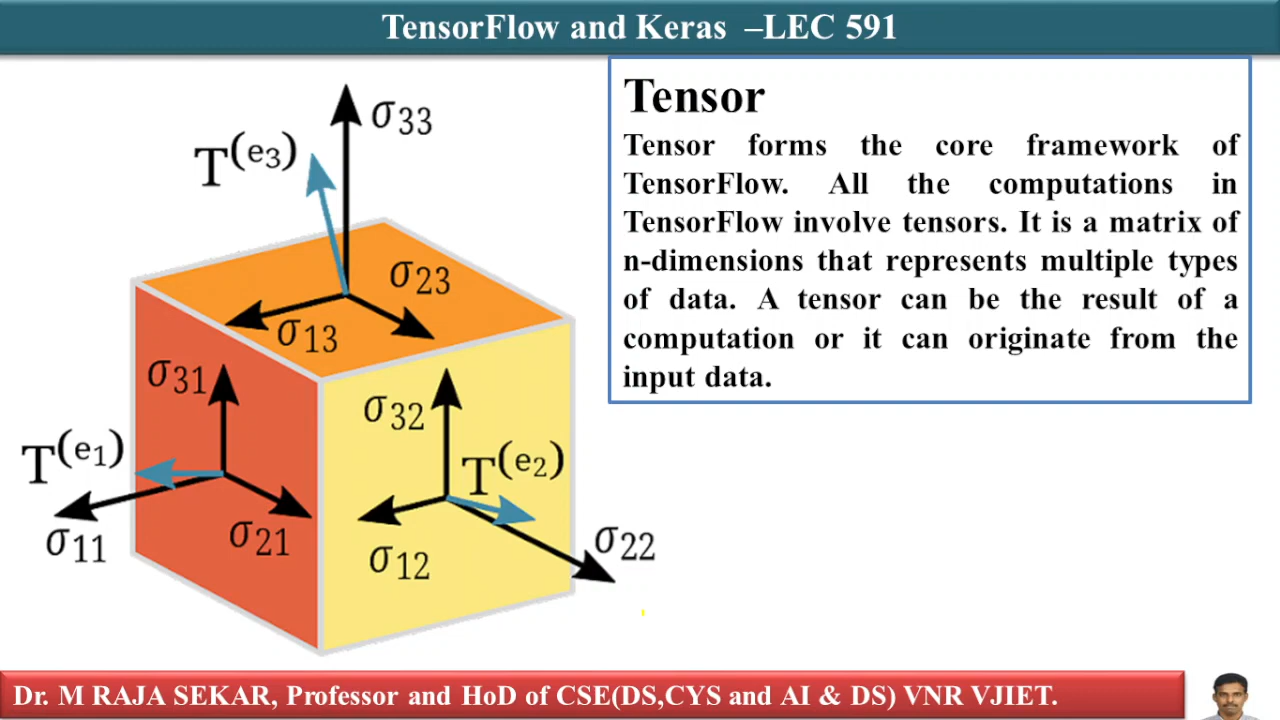 TensorFlow and Keras –LEC 591
Tensor
Tensor forms the core framework of
TensorFlow. All the computations in
TensorFlow involve tensors. It is a matrix of
n-dimensions that represents multiple types
of data. A tensor can be the result of a
computation or it can originate from the
input data.
σ33
T(e3)
σ23
σ13
σ31
σ32
T(e1)
T(e2)
σ11
σ21
σ12
σ22
Dr. M RAJA SEKAR, Professor and HoD of CSE(DS,CYS and AI & DS) VNR VJIET.